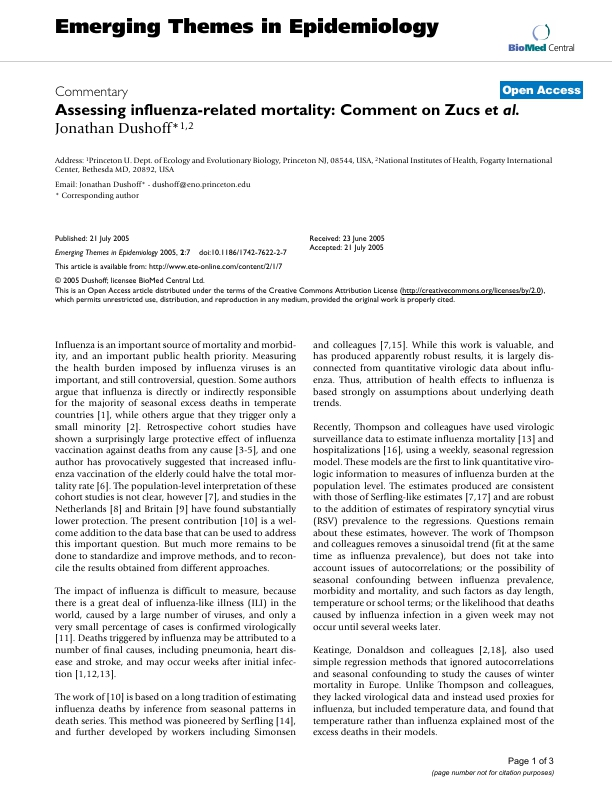 Emerging Themes in Epidemiology
BioMed Central
Commentary
Open Access
Assessing influenza-related mortality: Comment on Zucs et al.
Jonathan Dushoff*1,2
Address: 1Princeton U. Dept. of Ecology and Evolutionary Biology, Princeton NJ, 08544, USA, 2National Institutes of Health, Fogarty International
Center, Bethesda MD, 20892, USA
Email: Jonathan Dushoff* - dushoff@eno.princeton.edu
* Corresponding author
Published: 21 July 2005
Emerging Themes in Epidemiology 2005, 2:7 doi:10.1186/1742-7622-2-7
This article is available from: http://www.ete-online.com/content/2/1/7
Received: 23 June 2005
Accepted: 21 July 2005
© 2005 Dushoff; licensee BioMed Central Ltd.
This is an Open Access article distributed under the terms of the Creative Commons Attribution License (http://creativecommons.org/licenses/by/2.0),
which permits unrestricted use, distribution, and reproduction in any medium, provided the original work is properly cited.
Influenza is an important source of mortality and morbid-
ity, and an important public health priority. Measuring
the health burden imposed by influenza viruses is an
important, and still controversial, question. Some authors
argue that influenza is directly or indirectly responsible
for the majority of seasonal excess deaths in temperate
countries [1], while others argue that they trigger only a
small minority [2]. Retrospective cohort studies have
shown a surprisingly large protective effect of influenza
vaccination against deaths from any cause [3-5], and one
author has provocatively suggested that increased influ-
enza vaccination of the elderly could halve the total mor-
tality rate [6]. The population-level interpretation of these
cohort studies is not clear, however [7], and studies in the
Netherlands [8] and Britain [9] have found substantially
lower protection. The present contribution [10] is a wel-
come addition to the data base that can be used to address
this important question. But much more remains to be
done to standardize and improve methods, and to recon-
cile the results obtained from different approaches.
The impact of influenza is difficult to measure, because
there is a great deal of influenza-like illness (ILI) in the
world, caused by a large number of viruses, and only a
very small percentage of cases is confirmed virologically
[11]. Deaths triggered by influenza may be attributed to a
number of final causes, including pneumonia, heart dis-
ease and stroke, and may occur weeks after initial infec-
tion [1,12,13].
The work of [10] is based on a long tradition of estimating
influenza deaths by inference from seasonal patterns in
death series. This method was pioneered by Serfling [14],
and further developed by workers including Simonsen
and colleagues [7,15]. While this work is valuable, and
has produced apparently robust results, it is largely dis-
connected from quantitative virologic data about influ-
enza. Thus, attribution of health effects to influenza is
based strongly on assumptions about underlying death
trends.
Recently, Thompson and colleagues have used virologic
surveillance data to estimate influenza mortality [13] and
hospitalizations [16], using a weekly, seasonal regression
model. These models are the first to link quantitative viro-
logic information to measures of influenza burden at the
population level. The estimates produced are consistent
with those of Serfling-like estimates [7,17] and are robust
to the addition of estimates of respiratory syncytial virus
(RSV) prevalence to the regressions. Questions remain
about these estimates, however. The work of Thompson
and colleagues removes a sinusoidal trend (fit at the same
time as influenza prevalence), but does not take into
account issues of autocorrelations; or the possibility of
seasonal confounding between influenza prevalence,
morbidity and mortality, and such factors as day length,
temperature or school terms; or the likelihood that deaths
caused by influenza infection in a given week may not
occur until several weeks later.
Keatinge, Donaldson and colleagues [2,18], also used
simple regression methods that ignored autocorrelations
and seasonal confounding to study the causes of winter
mortality in Europe. Unlike Thompson and colleagues,
they lacked virological data and instead used proxies for
influenza, but included temperature data, and found that
temperature rather than influenza explained most of the
excess deaths in their models.
Page 1 of 3
(page number not for citation purposes)